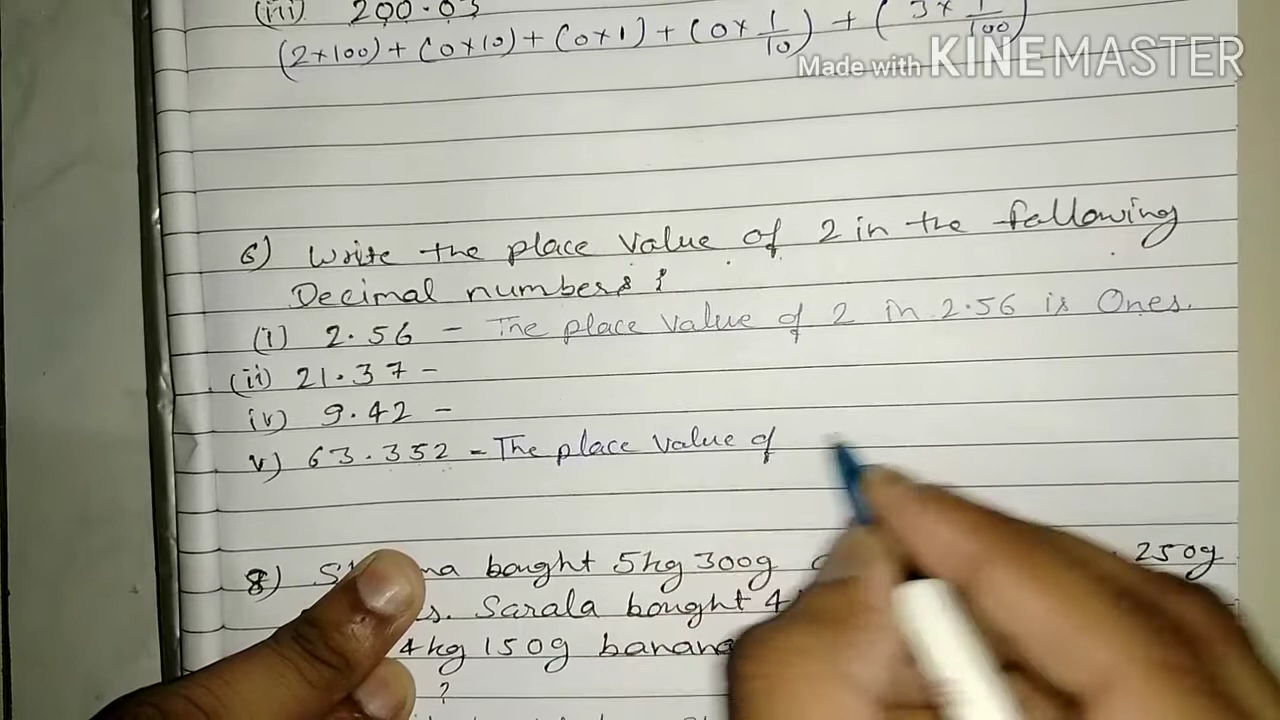 (iii) 200.03
(2×100) + (0×10) + (0×1) + (0× 1/10) + (3× 1/100)
Made with KINEMASTER
6) Write the place value of 2 in the following
Decimal numbers :
(i) 2.56 - The place value of 2 in 2.56 is Ones.
(ii) 21.37 -
iv) 9.42 -
v) 63.352 - The place value of
8) bought 5kg 300g 250g
Sarala bought 4
4kg 150g
?